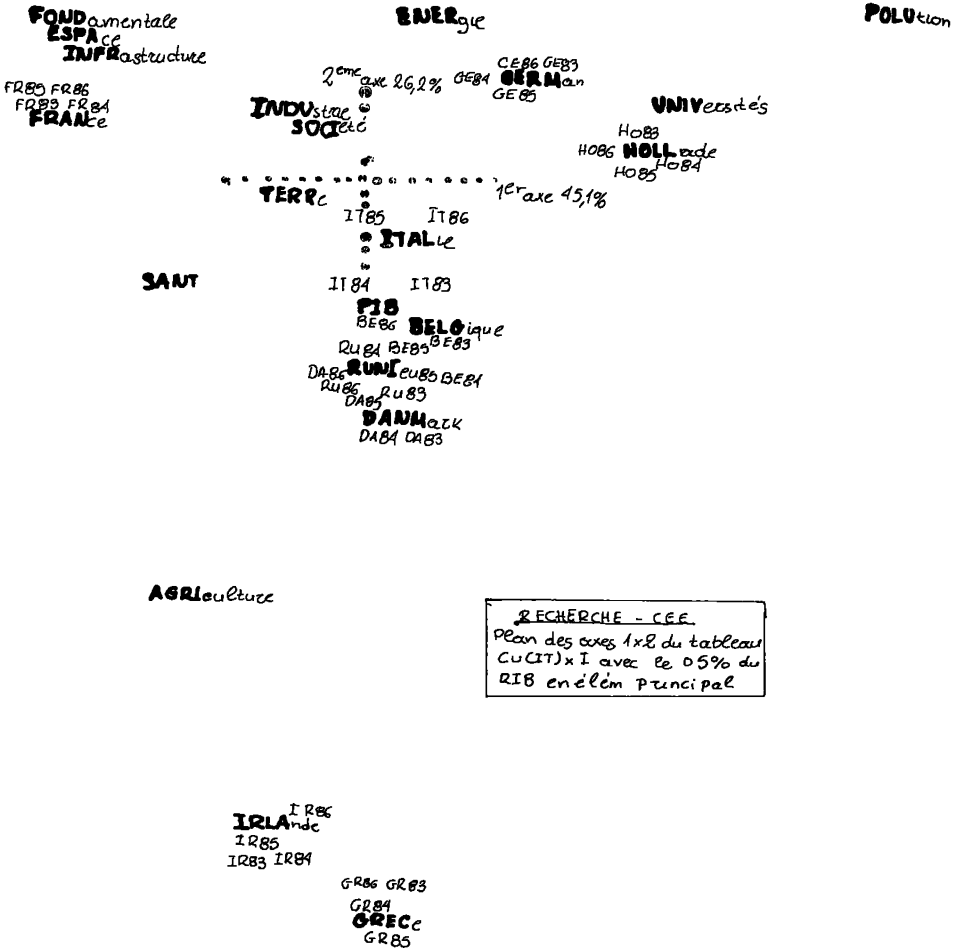 FONDamentale
ESPAce
INFRastructure
ENERgie
POLUtion
2eme axe 26,2%
CE86 GE83
GE84 GERMan
GE85
FR85 FR86
FR83 FR84
FRANce
INDUstrie
SOCIété
UNIVersités
HO83
HO86 HOLLande
HO84
HO85
TERRe
1er axe 45,1%
IT85 IT86
ITALie
SANT
IT84 IT83
PIB
BE86 BELGique
RU84 BE85 BE83
DA86 RUNIeu85 BE84
RU86 RU83
DA85
DANMark
DA84 DA83
AGRIculture
RECHERCHE - CEE
Plan des axes 1x2 du tableau
CU(IT)xI avec le 05% du
RIB en élém principal
IR86
IRLAnde
IR85
IR83 IR84
GR86 GR83
GR84
GRECe
GR85